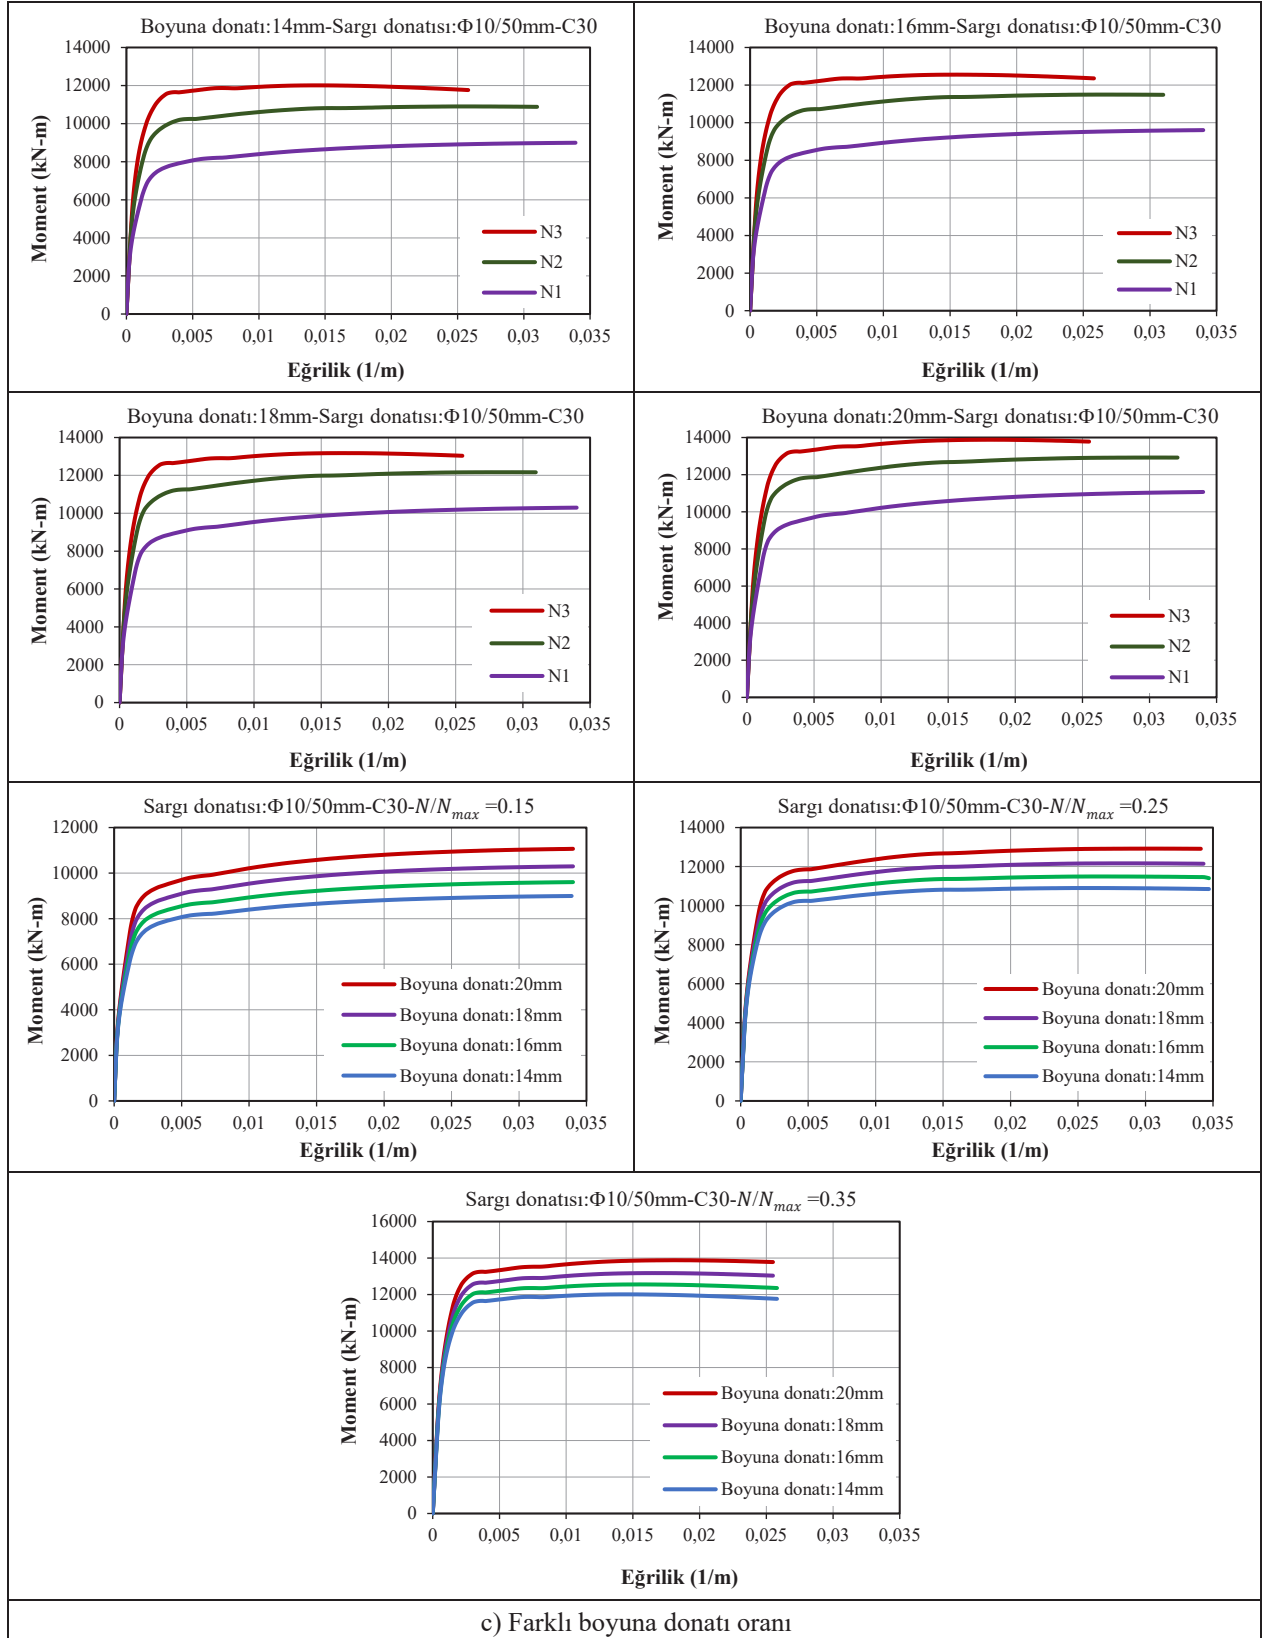 Boyuna donatı:14mm-Sargı donatısı:Φ10/50mm-C30
14000
12000
10000
8000
6000
4000
2000
0
Moment (kN-m)
N3
N2
N1
0 0,005 0,01 0,015 0,02 0,025 0,03 0,035
Eğrilik (1/m)
Boyuna donatı:16mm-Sargı donatısı:Φ10/50mm-C30
14000
12000
10000
8000
6000
4000
2000
0
Moment (kN-m)
N3
N2
N1
0 0,005 0,01 0,015 0,02 0,025 0,03 0,035
Eğrilik (1/m)
Boyuna donatı:18mm-Sargı donatısı:Φ10/50mm-C30
14000
12000
10000
8000
6000
4000
2000
0
Moment (kN-m)
N3
N2
N1
0 0,005 0,01 0,015 0,02 0,025 0,03 0,035
Eğrilik (1/m)
Boyuna donatı:20mm-Sargı donatısı:Φ10/50mm-C30
14000
12000
10000
8000
6000
4000
2000
0
Moment (kN-m)
N3
N2
N1
0 0,005 0,01 0,015 0,02 0,025 0,03 0,035
Eğrilik (1/m)
Sargı donatısı:Φ10/50mm-C30-N/Nmax =0.15
12000
10000
8000
6000
4000
2000
0
Moment (kN-m)
Boyuna donatı:20mm
Boyuna donatı:18mm
Boyuna donatı:16mm
Boyuna donatı:14mm
0 0,005 0,01 0,015 0,02 0,025 0,03 0,035
Eğrilik (1/m)
Sargı donatısı:Φ10/50mm-C30-N/Nmax =0.25
14000
12000
10000
8000
6000
4000
2000
0
Moment (kN-m)
Boyuna donatı:20mm
Boyuna donatı:18mm
Boyuna donatı:16mm
Boyuna donatı:14mm
0 0,005 0,01 0,015 0,02 0,025 0,03 0,035
Eğrilik (1/m)
Sargı donatısı:Φ10/50mm-C30-N/Nmax =0.35
16000
14000
12000
10000
8000
6000
4000
2000
0
Moment (kN-m)
Boyuna donatı:20mm
Boyuna donatı:18mm
Boyuna donatı:16mm
Boyuna donatı:14mm
0 0,005 0,01 0,015 0,02 0,025 0,03 0,035
Eğrilik (1/m)
c) Farklı boyuna donatı oranı